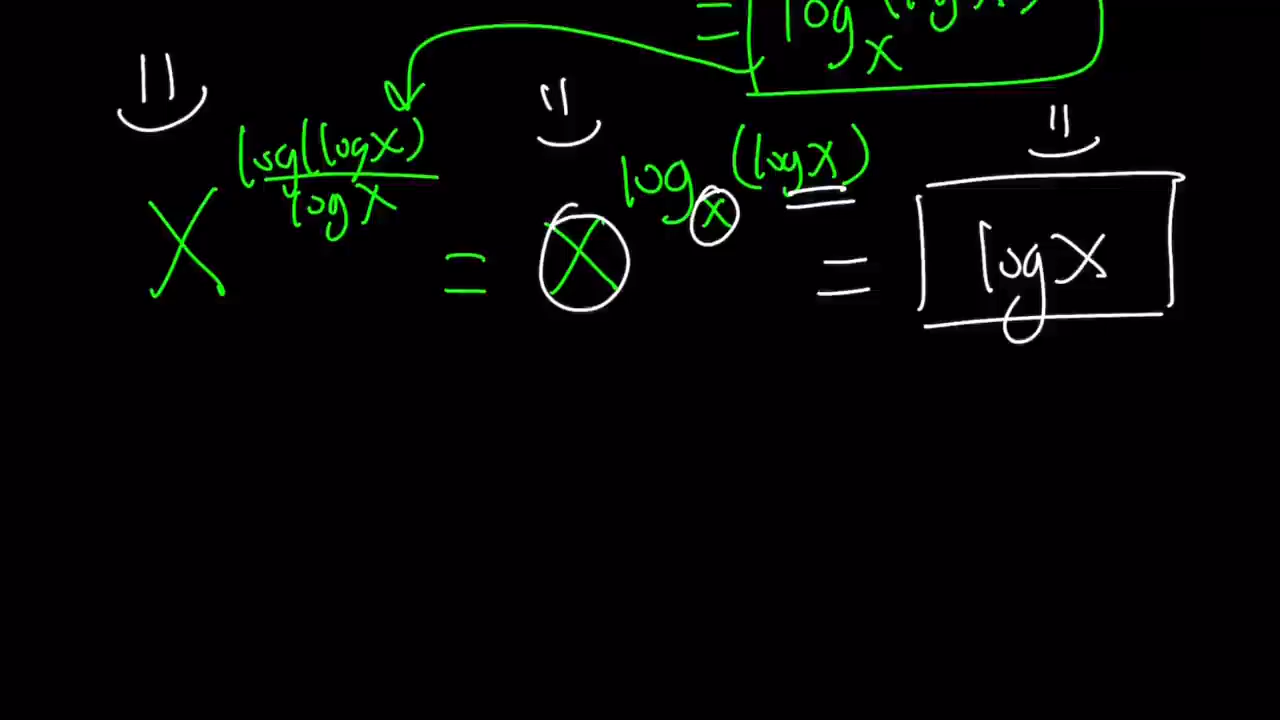 = log_x (log x)
x^(log(log x)/log x) = x^(log_x (log x)) = log x